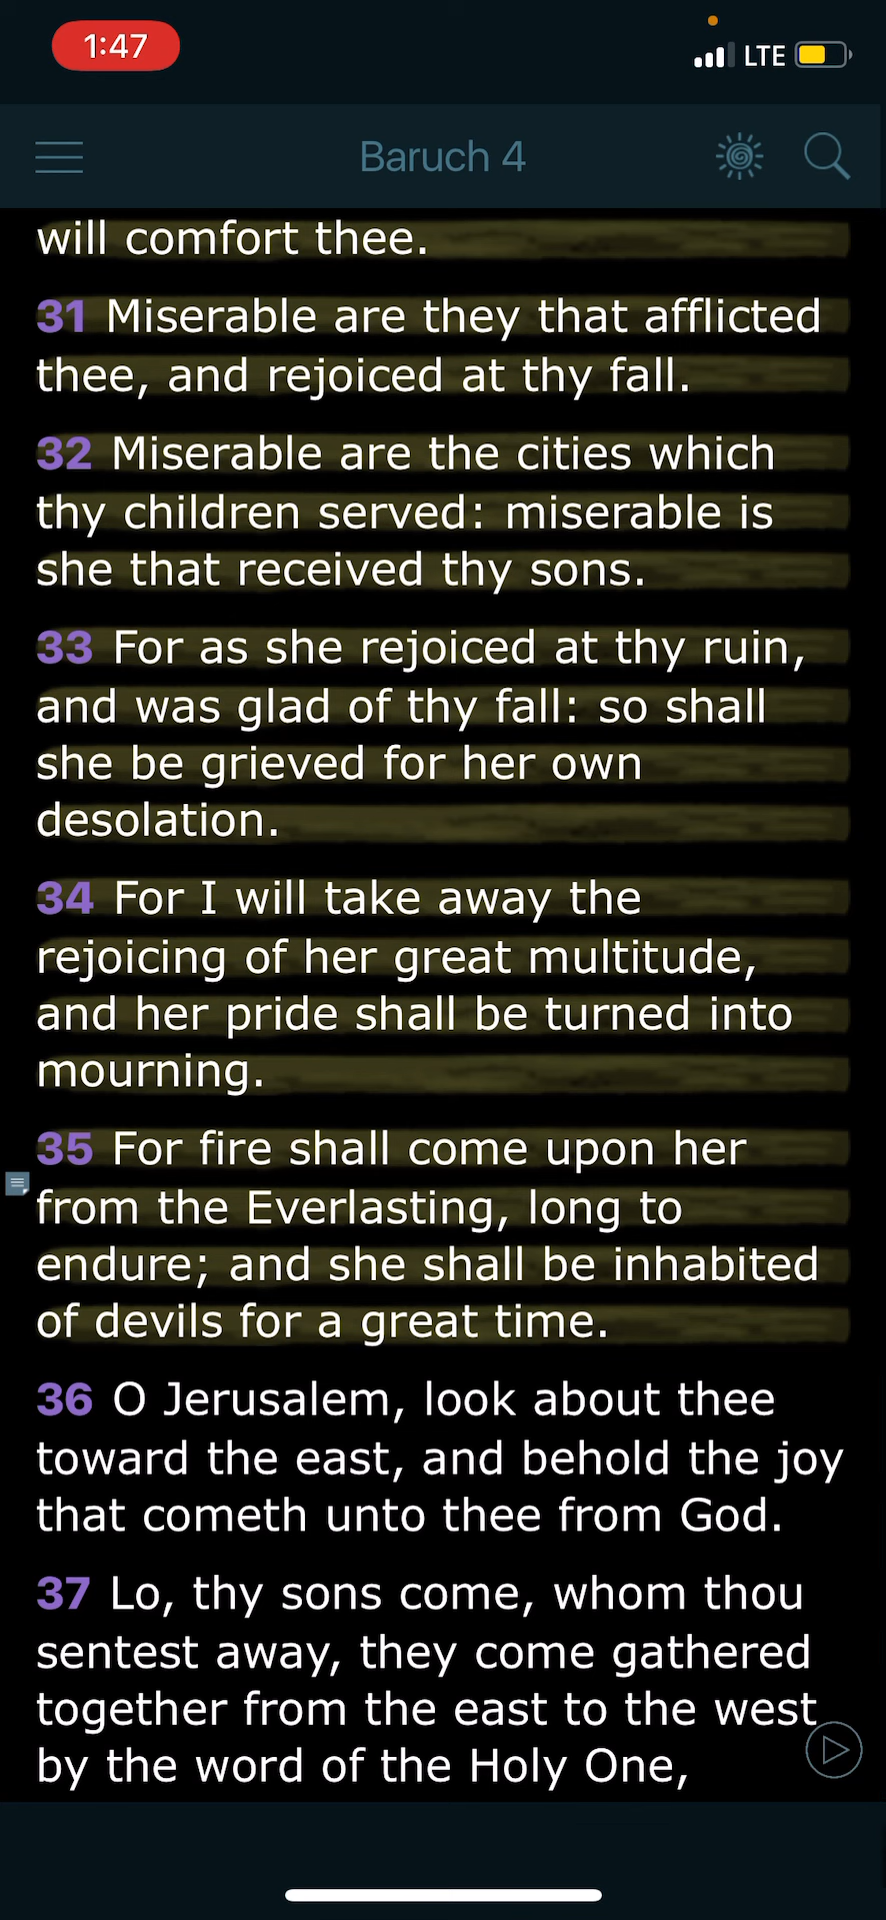 1:47
LTE
Baruch 4
will comfort thee.
31 Miserable are they that afflicted
thee, and rejoiced at thy fall.
32 Miserable are the cities which
thy children served: miserable is
she that received thy sons.
33 For as she rejoiced at thy ruin,
and was glad of thy fall: so shall
she be grieved for her own
desolation.
34 For I will take away the
rejoicing of her great multitude,
and her pride shall be turned into
mourning.
35 For fire shall come upon her
from the Everlasting, long to
endure; and she shall be inhabited
of devils for a great time.
36 O Jerusalem, look about thee
toward the east, and behold the joy
that cometh unto thee from God.
37 Lo, thy sons come, whom thou
sentest away, they come gathered
together from the east to the west
by the word of the Holy One,